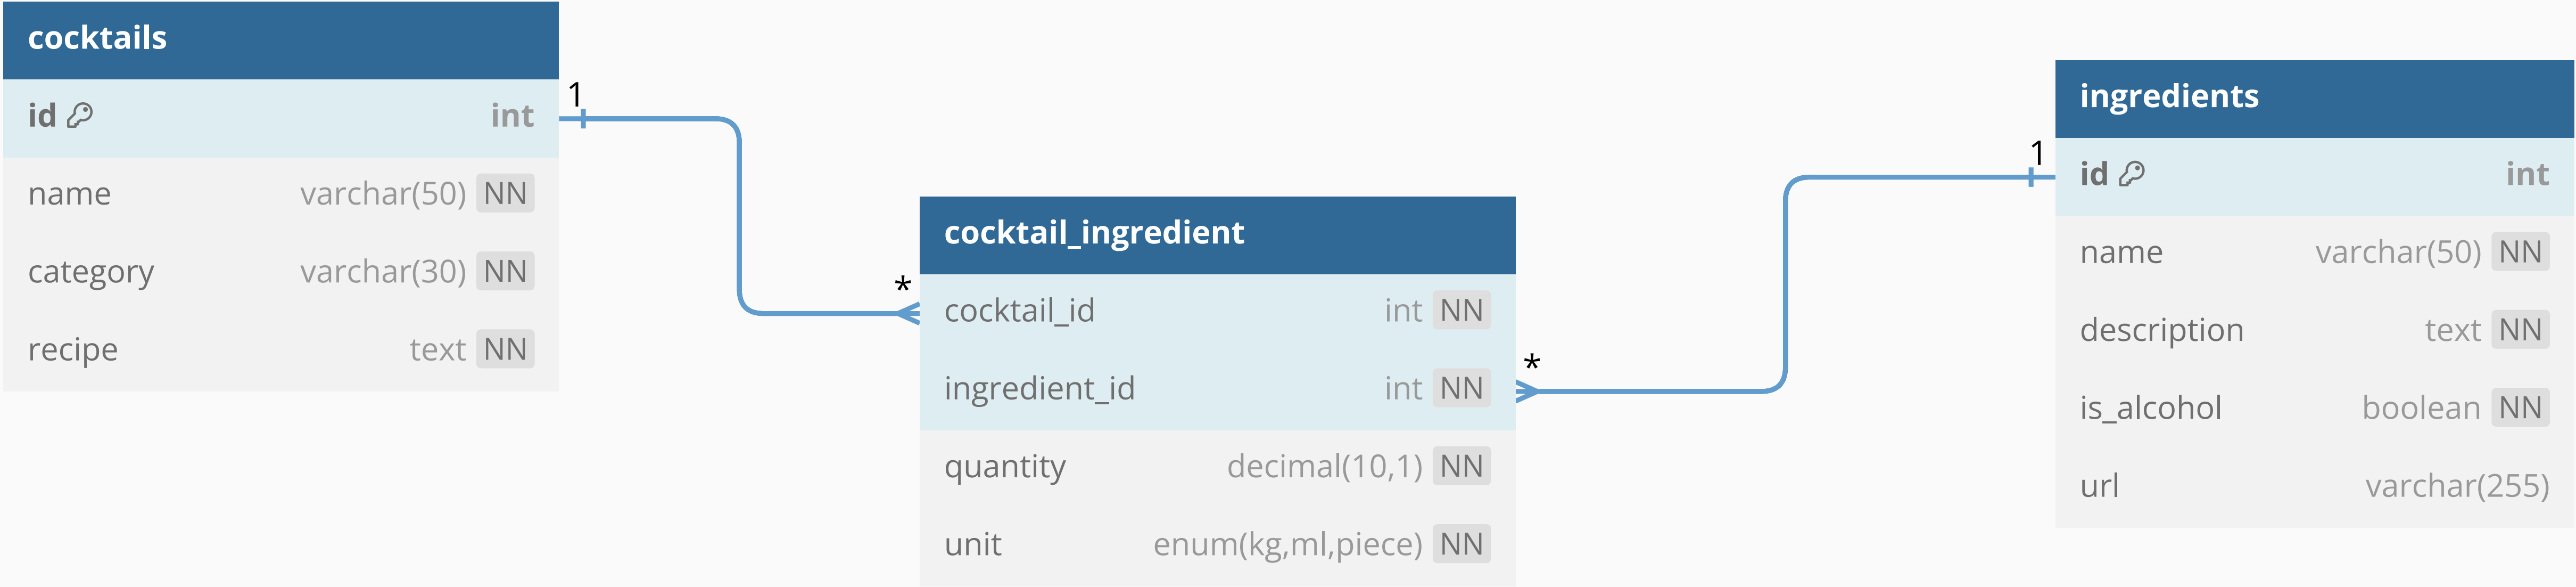 cocktails
id int
name varchar(50) NN
category varchar(30) NN
recipe text NN
1
*
cocktail_ingredient
cocktail_id int NN
ingredient_id int NN
quantity decimal(10,1) NN
unit enum(kg,ml,piece) NN
*
1
ingredients
id int
name varchar(50) NN
description text NN
is_alcohol boolean NN
url varchar(255)